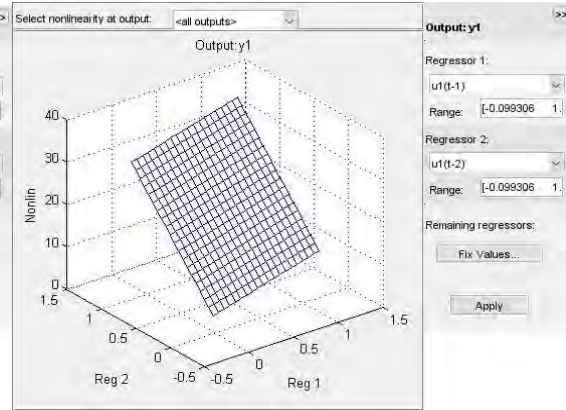 >>
Select nonlinearity at output:
<all outputs>
Output: y1
40
30
20
10
0
Nonlin
1.5
1
0.5
0
-0.5
Reg 2
-0.5
0
0.5
1
1.5
Reg 1
>>
Output: y1
Regressor 1:
u1(t-1)
Range: [-0.099306 1.
Regressor 2:
u1(t-2)
Range: [-0.099306 1.
Remaining regressors:
Fix Values...
Apply